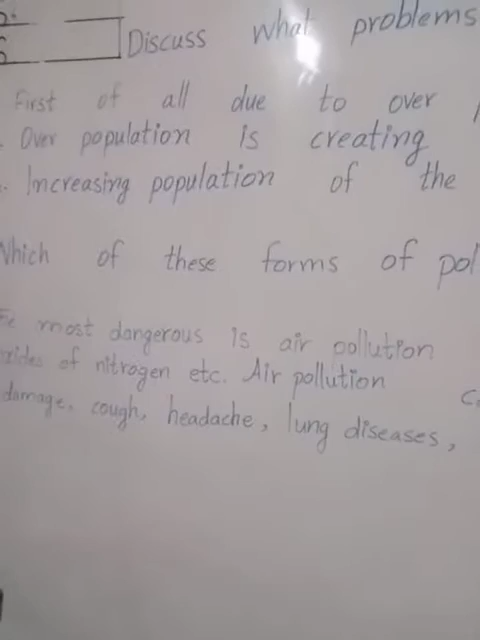 Discuss what problems
First of all due to over
Over population is creating
Increasing population of the
Which of these forms of pol
most dangerous is air pollution
oxides of nitrogen etc. Air pollution
damage, cough, headache, lung diseases,